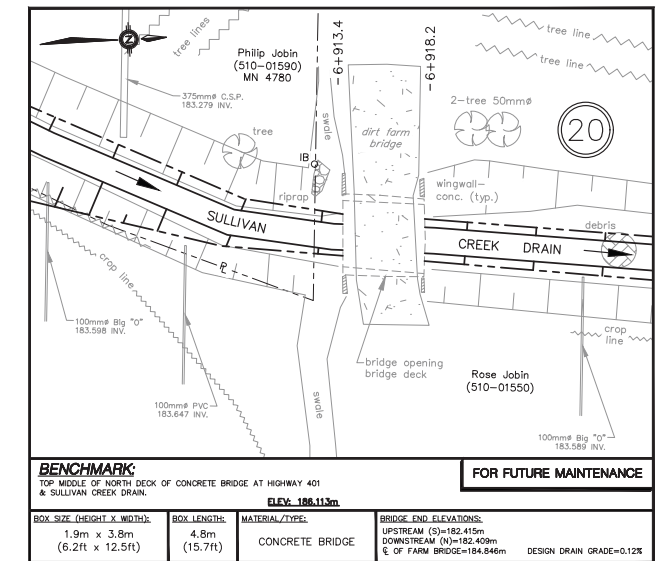 tree lines
Philip Jobin
(510-01590)
MN 4780
6+913.4
6+918.2
tree line
tree line
375mmø C.S.P.
183.279 INV.
swale
dirt farm
bridge
2-tree 50mmø
20
tree
IB
riprap
wingwall-
conc. (typ.)
SULLIVAN
CREEK DRAIN
debris
crop line
100mmø Big "O"
183.598 INV.
100mmø PVC
183.647 INV.
swale
bridge opening
bridge deck
Rose Jobin
(510-01550)
crop
line
100mmø Big "O"
183.589 INV.
BENCHMARK:
TOP MIDDLE OF NORTH DECK OF CONCRETE BRIDGE AT HIGHWAY 401
& SULLIVAN CREEK DRAIN.
ELEV: 186.113m
FOR FUTURE MAINTENANCE
BOX SIZE (HEIGHT X WIDTH):
1.9m x 3.8m
(6.2ft x 12.5ft)
BOX LENGTH:
4.8m
(15.7ft)
MATERIAL/TYPE:
CONCRETE BRIDGE
BRIDGE END ELEVATIONS:
UPSTREAM (S)=182.415m
DOWNSTREAM (N)=182.409m
℄ OF FARM BRIDGE=184.846m DESIGN DRAIN GRADE=0.12%